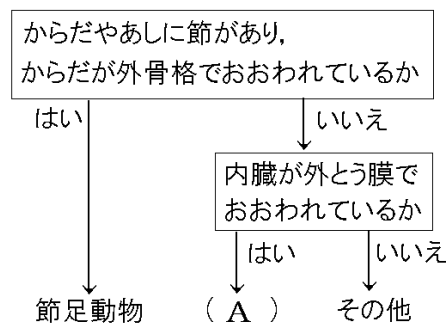 からだやあしに節があり，
からだが外骨格でおおわれているか
はい
いいえ
内臓が外とう膜で
おおわれているか
はい
いいえ
節足動物
（ A ）
その他